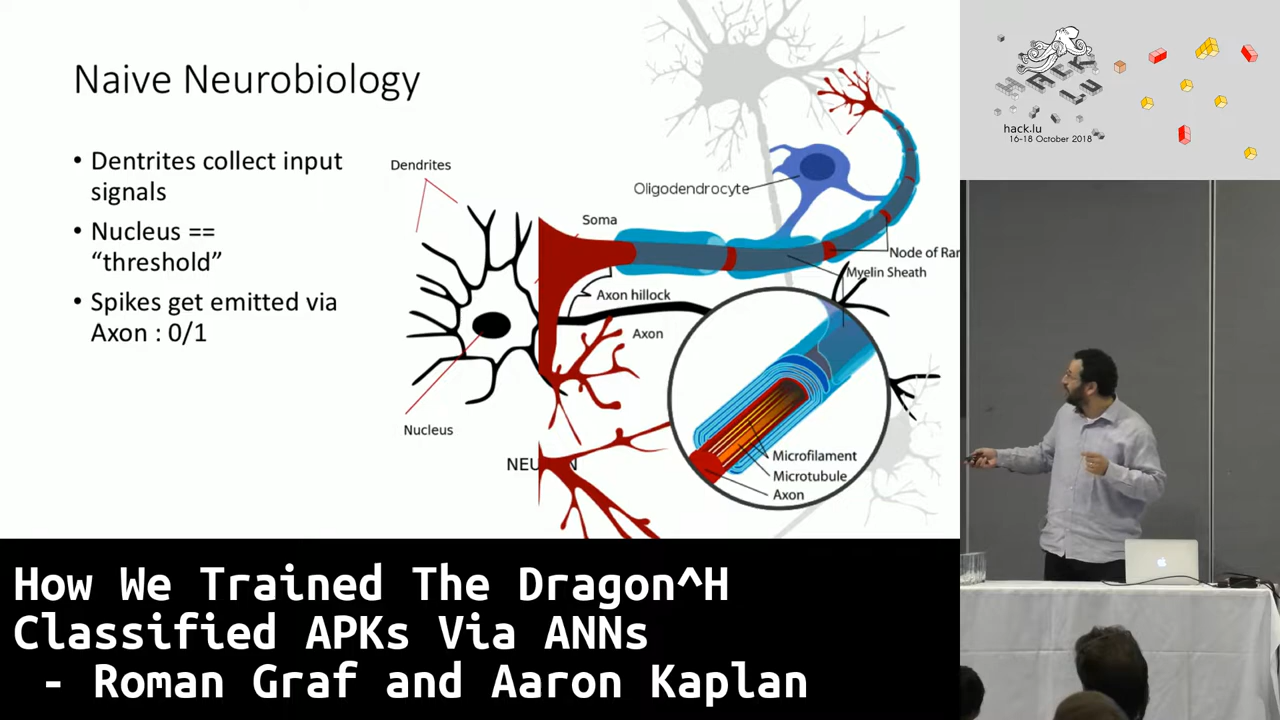 Naive Neurobiology
• Dentrites collect input
signals
• Nucleus ==
“threshold”
• Spikes get emitted via
Axon : 0/1
Dendrites
Oligodendrocyte
Soma
Node of Ran
Myelin Sheath
Axon hillock
Axon
Nucleus
Microfilament
Microtubule
Axon
hack.lu
16-18 October 2018
HACK
LU
How We Trained The Dragon^H
Classified APKs Via ANNs
- Roman Graf and Aaron Kaplan